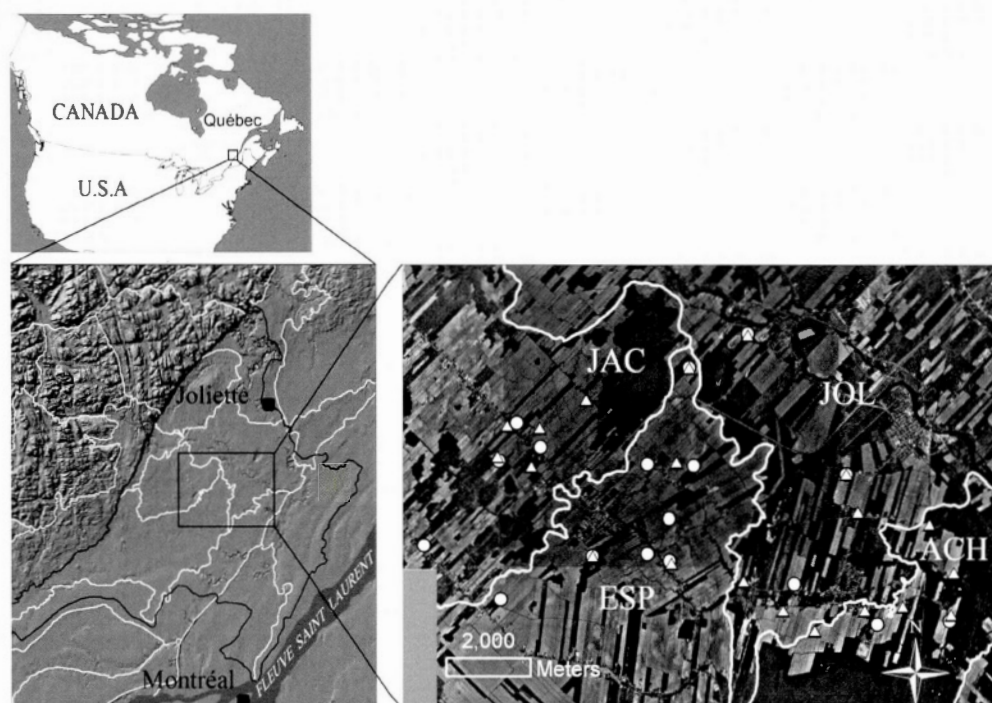 CANADA
Québec
U.S.A
Joliette
Montréal
FLEUVE SAINT LAURENT
JAC
JOL
ACH
ESP
N
2,000
Meters